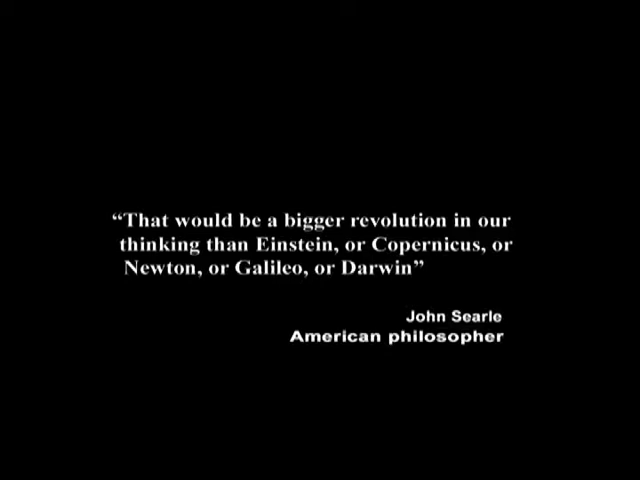 “That would be a bigger revolution in our
thinking than Einstein, or Copernicus, or
Newton, or Galileo, or Darwin”
John Searle
American philosopher